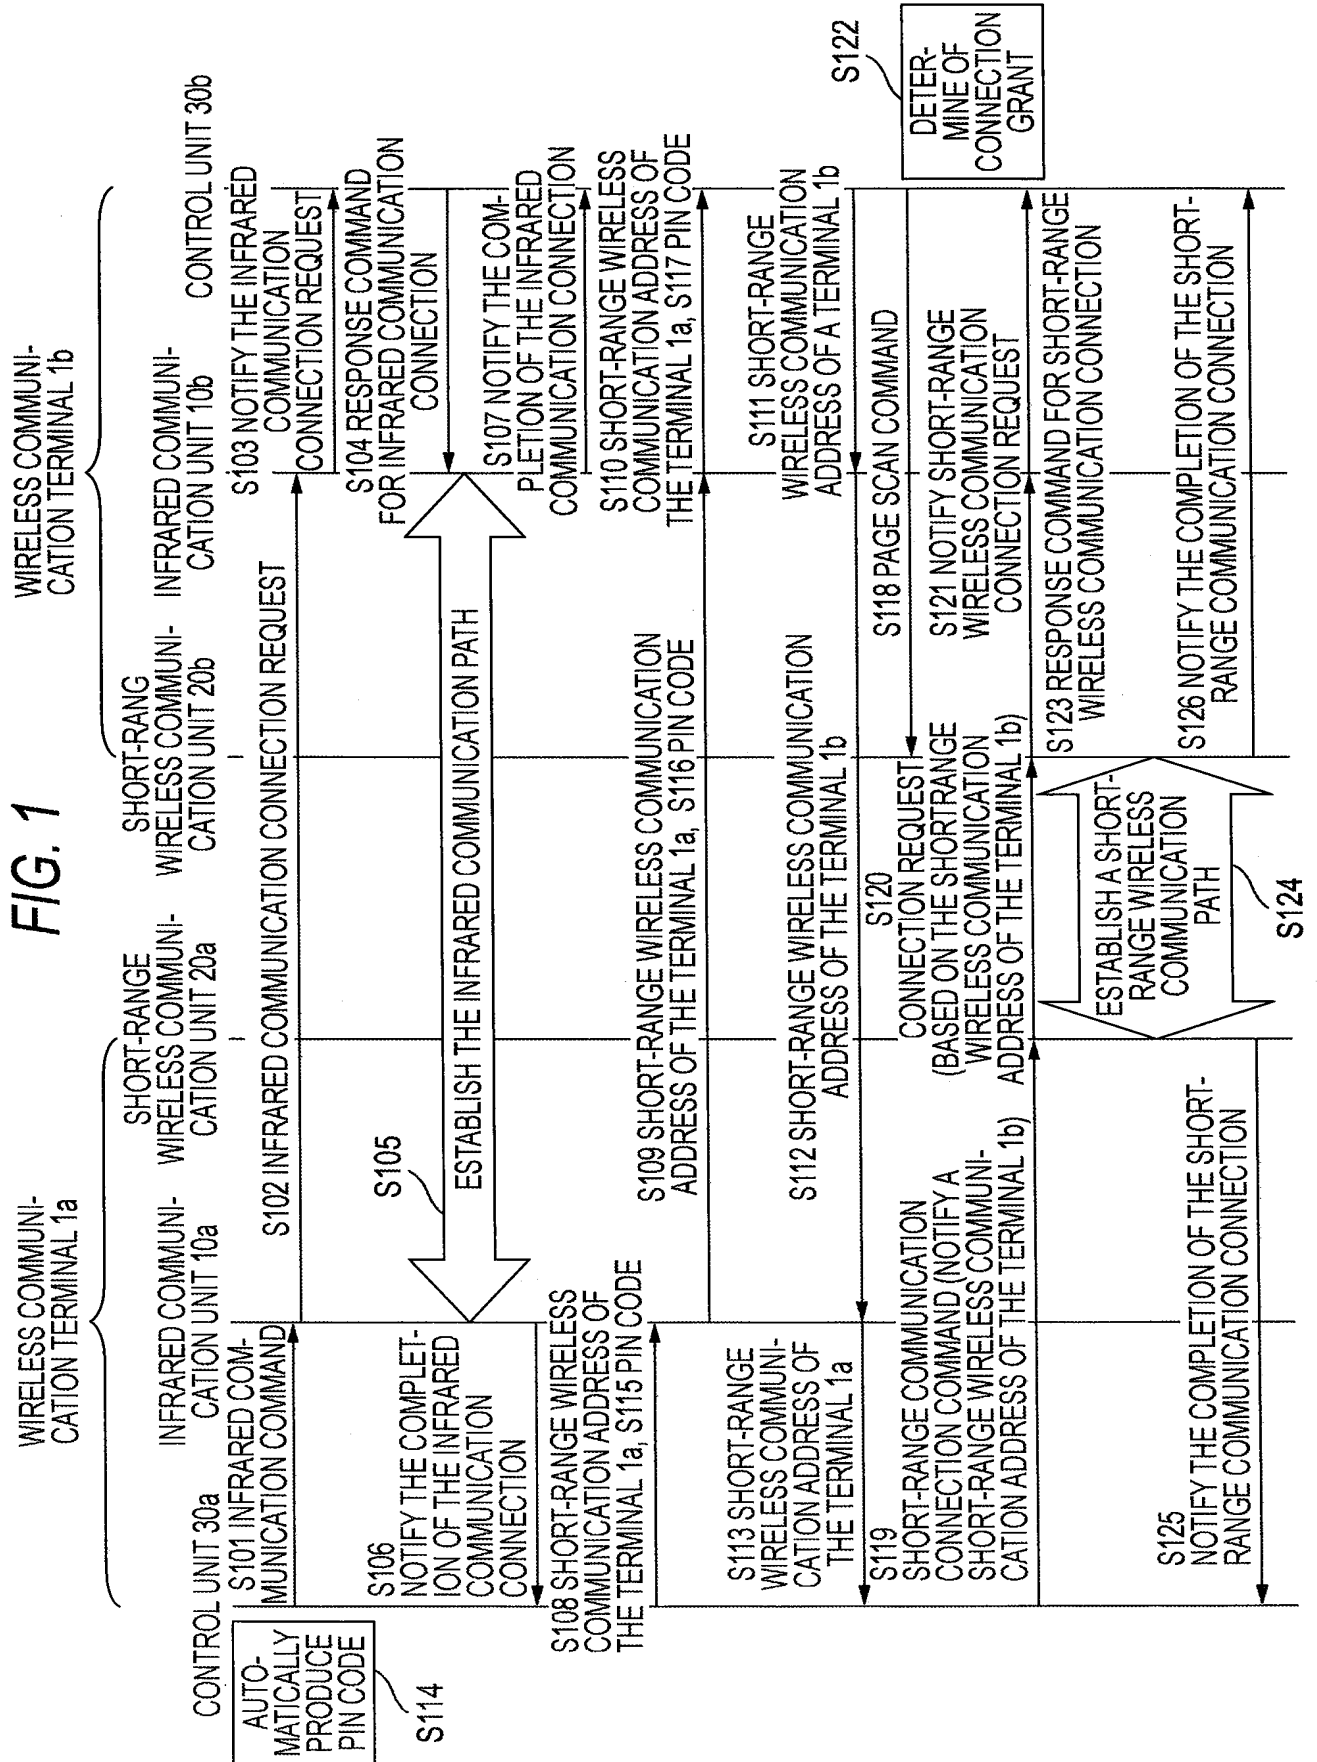 FIG. 1
WIRELESS COMMUNI-
CATION TERMINAL 1a
WIRELESS COMMUNI-
CATION TERMINAL 1b
CONTROL UNIT 30a
INFRARED COMMUNI-
CATION UNIT 10a
SHORT-RANGE
WIRELESS COMMUNI-
CATION UNIT 20a
SHORT-RANG
WIRELESS COMMUNI-
CATION UNIT 20b
INFRARED COMMUNI-
CATION UNIT 10b
CONTROL UNIT 30b
AUTO-
MATICALLY
PRODUCE
PIN CODE
S114
S101 INFRARED COM-
MUNICATION COMMAND
S102 INFRARED COMMUNICATION CONNECTION REQUEST
S103 NOTIFY THE INFRARED
COMMUNICATION
CONNECTION REQUEST
S104 RESPONSE COMMAND
FOR INFRARED COMMUNICATION
CONNECTION
S105
ESTABLISH THE INFRARED COMMUNICATION PATH
S106
NOTIFY THE COMPLET-
ION OF THE INFRARED
COMMUNICATION
CONNECTION
S107 NOTIFY THE COM-
PLETION OF THE INFRARED
COMMUNICATION CONNECTION
S108 SHORT-RANGE WIRELESS
COMMUNICATION ADDRESS OF
THE TERMINAL 1a, S115 PIN CODE
S109 SHORT-RANGE WIRELESS COMMUNICATION
ADDRESS OF THE TERMINAL 1a, S116 PIN CODE
S110 SHORT-RANGE WIRELESS
COMMUNICATION ADDRESS OF
THE TERMINAL 1a, S117 PIN CODE
S111 SHORT-RANGE
WIRELESS COMMUNICATION
ADDRESS OF A TERMINAL 1b
S112 SHORT-RANGE WIRELESS COMMUNICATION
ADDRESS OF THE TERMINAL 1b
S113 SHORT-RANGE
WIRELESS COMMUNI-
CATION ADDRESS OF
THE TERMINAL 1a
S118 PAGE SCAN COMMAND
S119
SHORT-RANGE COMMUNICATION
CONNECTION COMMAND (NOTIFY A
SHORT-RANGE WIRELESS COMMUNI-
CATION ADDRESS OF THE TERMINAL 1b)
S120
CONNECTION REQUEST
(BASED ON THE SHORTRANGE
WIRELESS COMMUNICATION
ADDRESS OF THE TERMINAL 1b)
S121 NOTIFY SHORT-RANGE
WIRELESS COMMUNICATION
CONNECTION REQUEST
S122
DETER-
MINE OF
CONNECTION
GRANT
S123 RESPONSE COMMAND FOR SHORT-RANGE
WIRELESS COMMUNICATION CONNECTION
ESTABLISH A SHORT-
RANGE WIRELESS
COMMUNICATION
PATH
S124
S125
NOTIFY THE COMPLETION OF THE SHORT-
RANGE COMMUNICATION CONNECTION
S126 NOTIFY THE COMPLETION OF THE SHORT-
RANGE COMMUNICATION CONNECTION